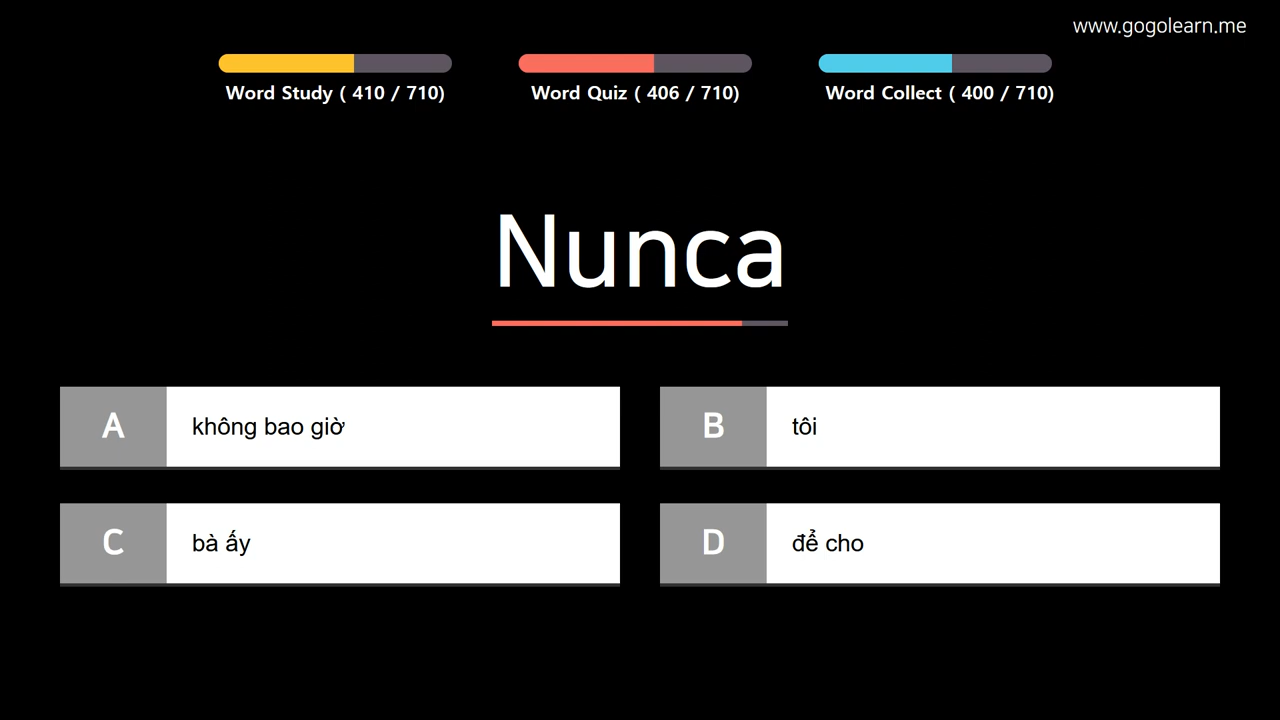 www.gogolearn.me
Word Study ( 410 / 710)
Word Quiz ( 406 / 710)
Word Collect ( 400 / 710)
Nunca
A
không bao giờ
B
tôi
C
bà ấy
D
để cho